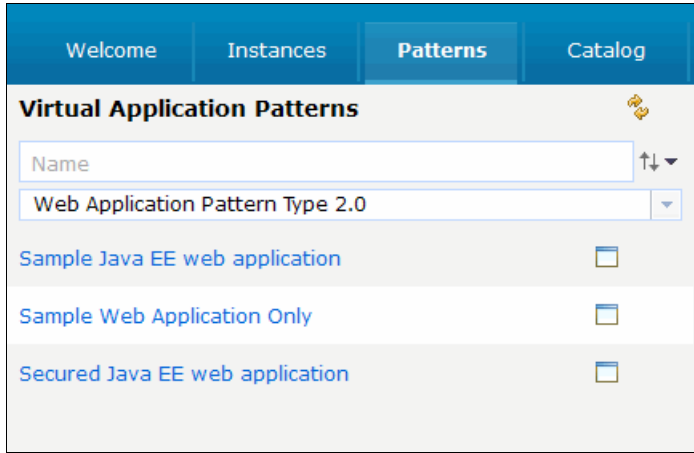 Welcome Instances Patterns Catalog
Virtual Application Patterns
Name
Web Application Pattern Type 2.0
Sample Java EE web application
Sample Web Application Only
Secured Java EE web application